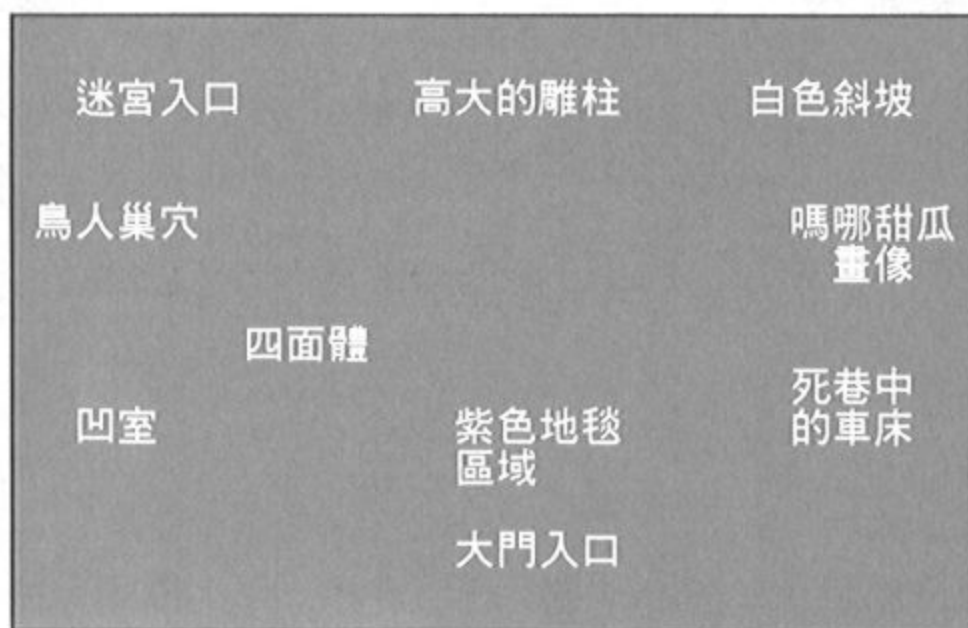 迷宮入口
高大的雕柱
白色斜坡
鳥人巢穴
嗎哪甜瓜
畫像
四面體
死巷中
的車床
凹室
紫色地毯
區域
大門入口